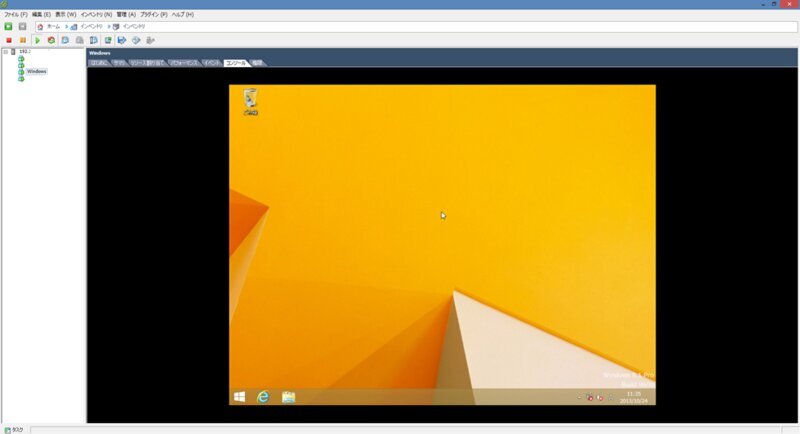 ファイル (F) 編集 (E) 表示 (W) インベントリ (N) 管理 (A) プラグイン (P) ヘルプ (H)
ホーム インベントリ インベントリ
192.
Windows
Windows
はじめに サマリ リソース割り当て パフォーマンス イベント コンソール 権限
ごみ箱
Windows 8.1 Pro
Build
11:35
2013/10/24
タスク